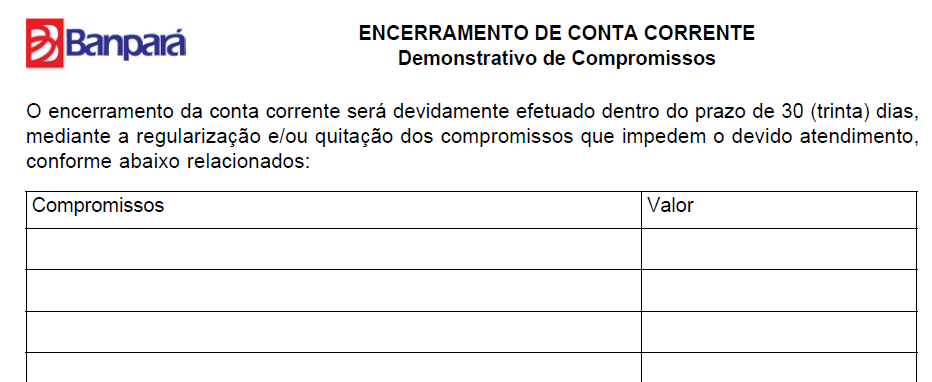 Banpará
ENCERRAMENTO DE CONTA CORRENTE
Demonstrativo de Compromissos
O encerramento da conta corrente será devidamente efetuado dentro do prazo de 30 (trinta) dias,
mediante a regularização e/ou quitação dos compromissos que impedem o devido atendimento,
conforme abaixo relacionados:
Compromissos Valor